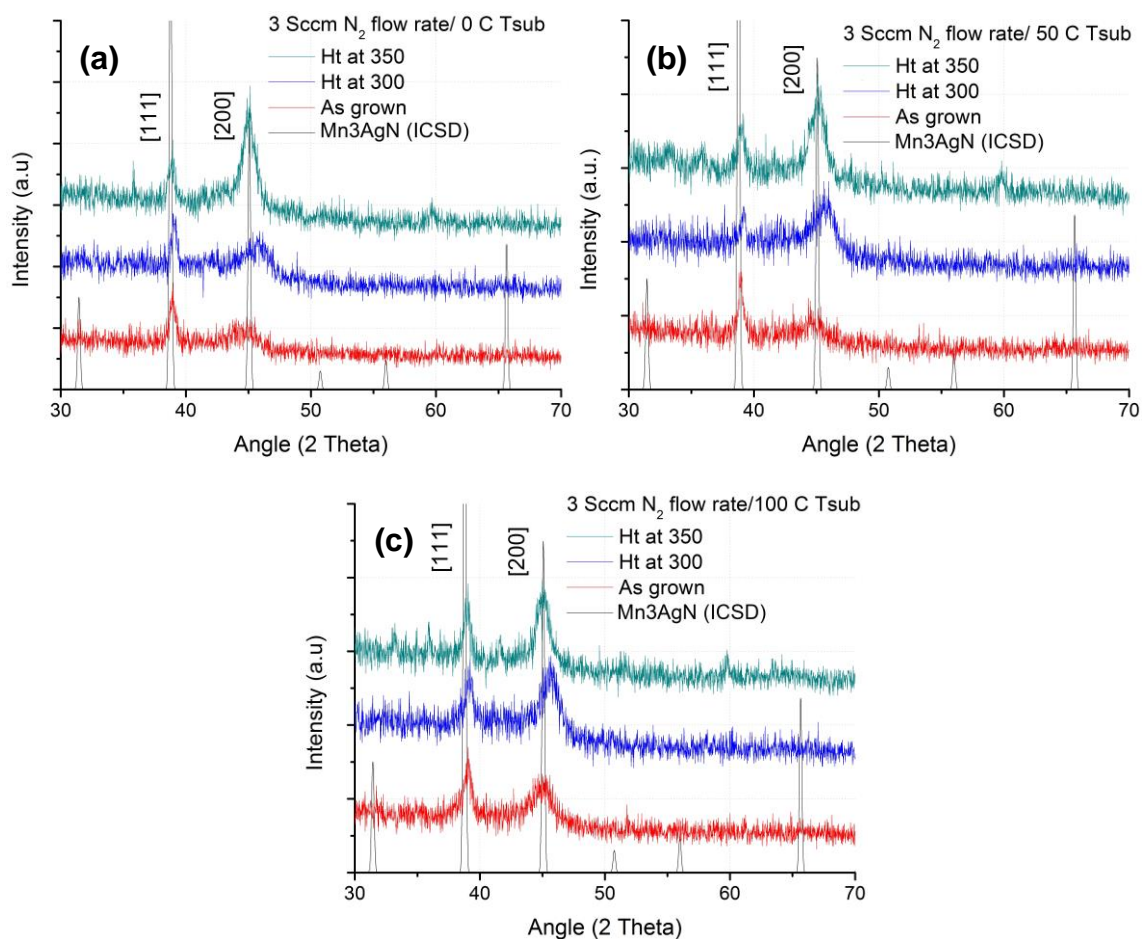 (a)
3 Sccm N₂ flow rate/ 0 C Tsub
Ht at 350
Ht at 300
As grown
Mn3AgN (ICSD)
[111]
[200]
Intensity (a.u)
30 40 50 60 70
Angle (2 Theta)
(b)
3 Sccm N₂ flow rate/ 50 C Tsub
Ht at 350
Ht at 300
As grown
Mn3AgN (ICSD)
[111]
[200]
Intensity (a.u.)
30 40 50 60 70
Angle (2 Theta)
(c)
3 Sccm N₂ flow rate/100 C Tsub
Ht at 350
Ht at 300
As grown
Mn3AgN (ICSD)
[111]
[200]
Intensity (a.u)
30 40 50 60 70
Angle (2 Theta)